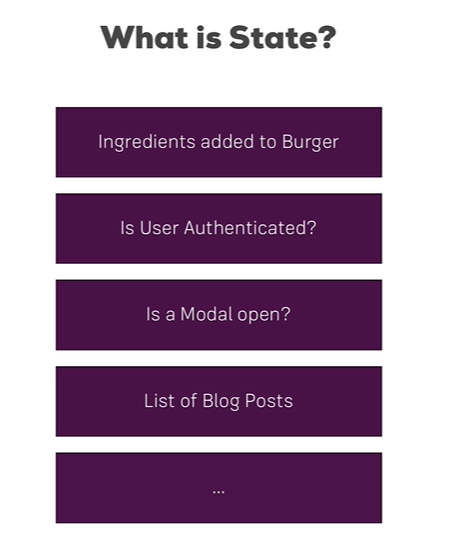 What is State?
Ingredients added to Burger
Is User Authenticated?
Is a Modal open?
List of Blog Posts
...